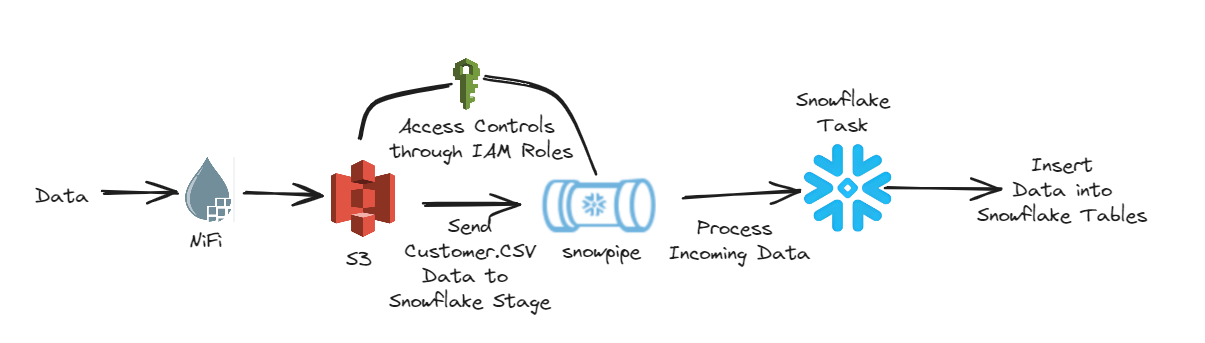 Data
NiFi
S3
Access Controls
through IAM Roles
Send
Customer.CSV
Data to
Snowflake Stage
snowpipe
Process
Incoming Data
Snowflake
Task
Insert
Data into
Snowflake Tables